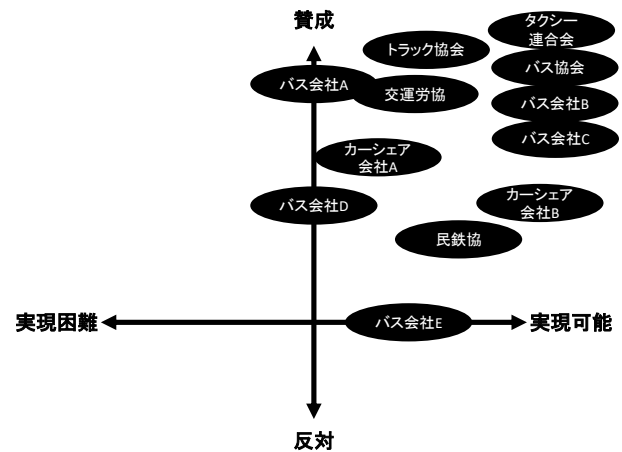 賛成
タクシー
連合会
トラック協会
バス協会
バス会社A
交運労協
バス会社B
バス会社C
カーシェア
会社A
バス会社D
カーシェア
会社B
民鉄協
実現困難
バス会社E
実現可能
反対